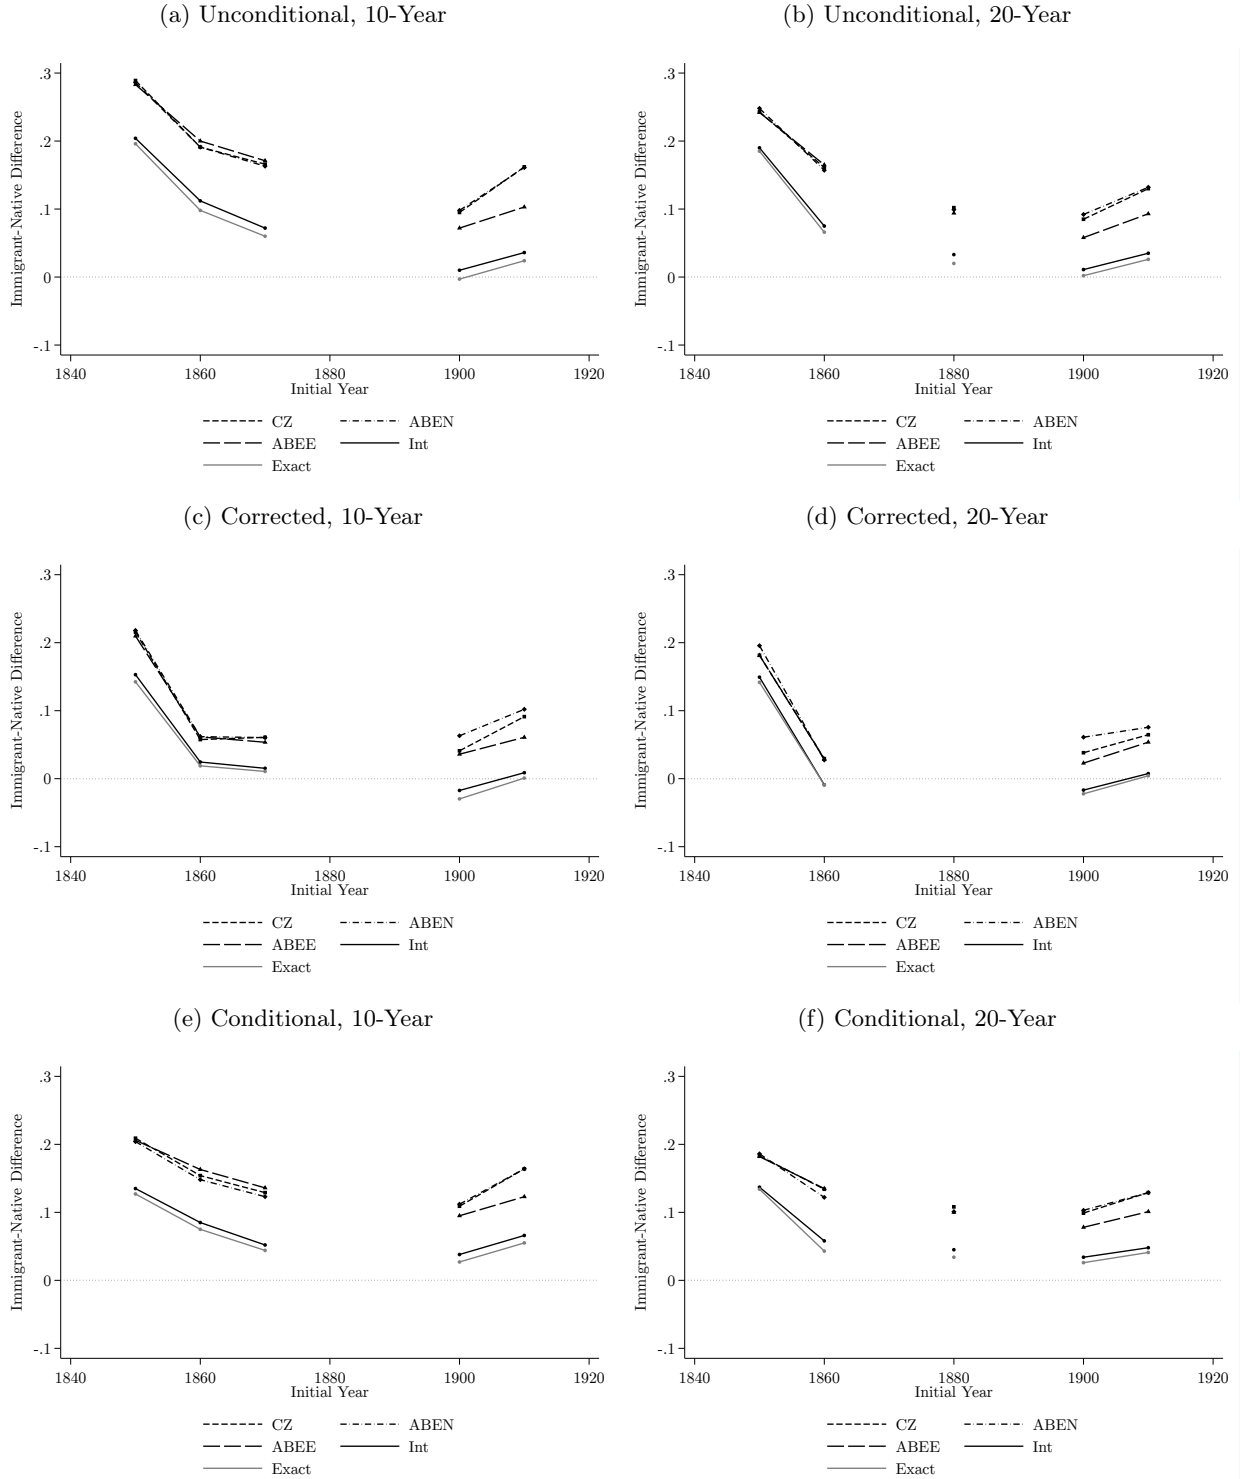 (a) Unconditional, 10-Year
Immigrant-Native Difference
.3
.2
.1
0
-.1
1840 1860 1880 1900 1920
Initial Year
CZ ABEN
ABEE Int
Exact
(b) Unconditional, 20-Year
Immigrant-Native Difference
.3
.2
.1
0
-.1
1840 1860 1880 1900 1920
Initial Year
CZ ABEN
ABEE Int
Exact
(c) Corrected, 10-Year
Immigrant-Native Difference
.3
.2
.1
0
-.1
1840 1860 1880 1900 1920
Initial Year
CZ ABEN
ABEE Int
Exact
(d) Corrected, 20-Year
Immigrant-Native Difference
.3
.2
.1
0
-.1
1840 1860 1880 1900 1920
Initial Year
CZ ABEN
ABEE Int
Exact
(e) Conditional, 10-Year
Immigrant-Native Difference
.3
.2
.1
0
-.1
1840 1860 1880 1900 1920
Initial Year
CZ ABEN
ABEE Int
Exact
(f) Conditional, 20-Year
Immigrant-Native Difference
.3
.2
.1
0
-.1
1840 1860 1880 1900 1920
Initial Year
CZ ABEN
ABEE Int
Exact